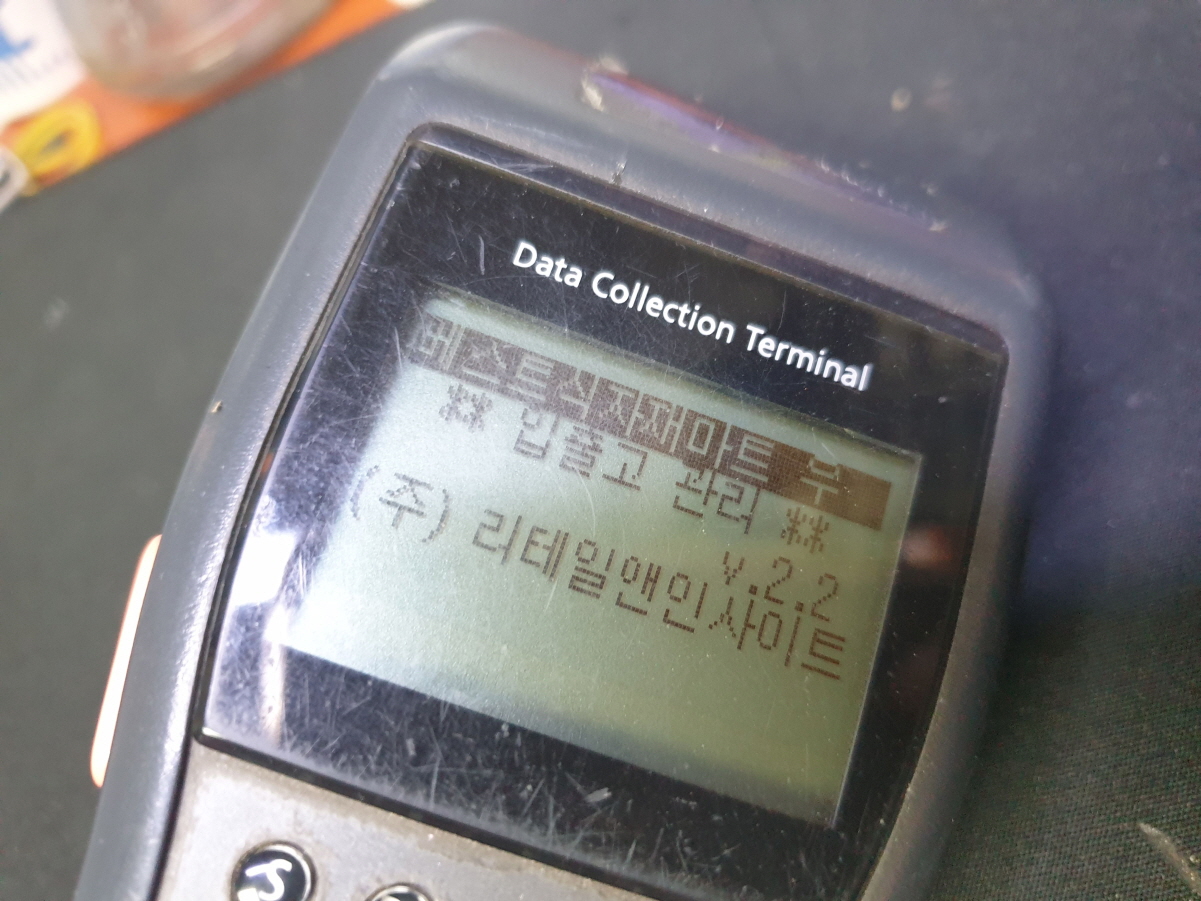 Data Collection Terminal
베스트식자재마트 부
** 입출고 관리 **
v.2.2
(주) 리테일앤인사이트